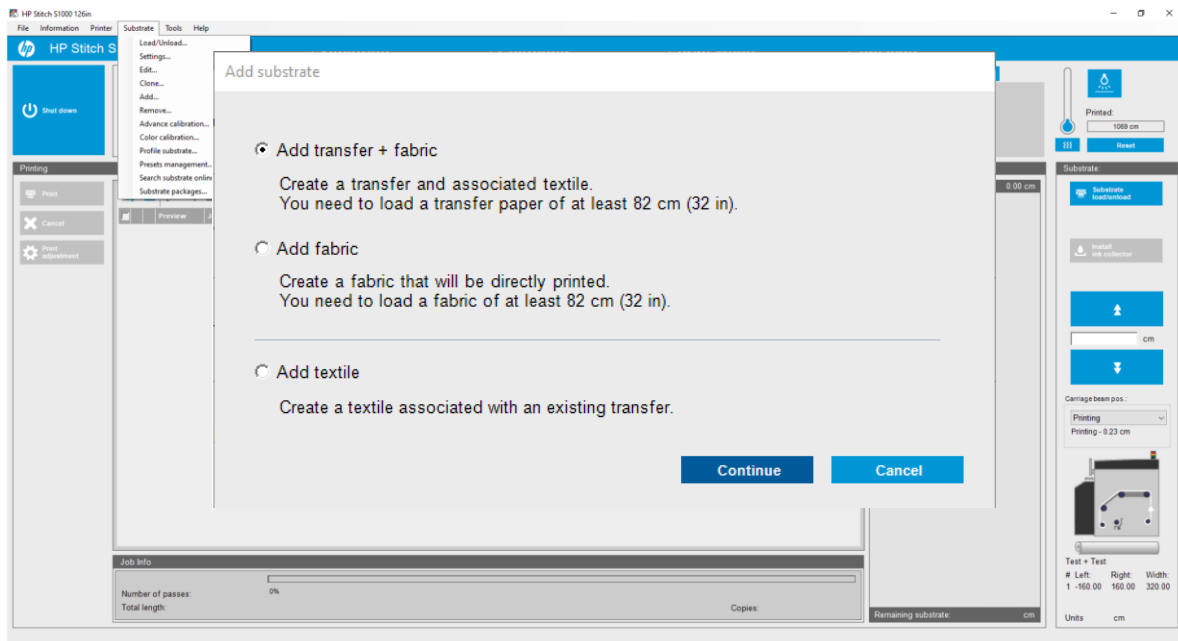 HP Stitch S1000 126in
File Information Printer Substrate Tools Help
hp HP Stitch S
Load/Unload...
Settings...
Edit...
Clone...
Add...
Remove...
Advance calibration...
Color calibration...
Profile substrate...
Presets management...
Search substrate onlin
Substrate packages...
Shut down
Printing
Print
Cancel
Print
adjustment
Preview
Add substrate
Add transfer + fabric
Create a transfer and associated textile.
You need to load a transfer paper of at least 82 cm (32 in).
Add fabric
Create a fabric that will be directly printed.
You need to load a fabric of at least 82 cm (32 in).
Add textile
Create a textile associated with an existing transfer.
Continue Cancel
0.00 cm
Printed:
1069 cm
Reset
Substrate:
Substrate
load/unload
Install
ink collector
cm
Carriage beam pos.:
Printing
Printing - 0.23 cm
Test + Test
# Left: Right: Width:
1 -160.00 160.00 320.00
Units cm
Job Info
0%
Number of passes:
Total length: Copies:
Remaining substrate: cm